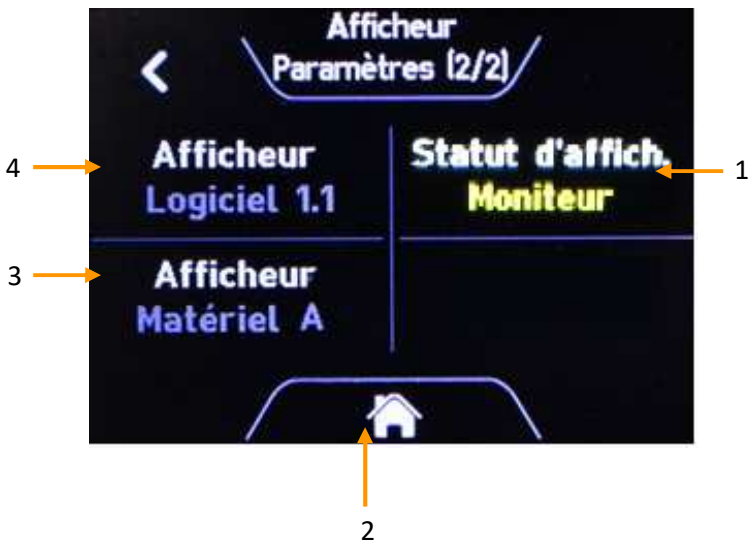 Afficheur
Paramètres (2/2)
4
Afficheur
Logiciel 1.1
Statut d'affich.
Moniteur
1
3
Afficheur
Matériel A
2